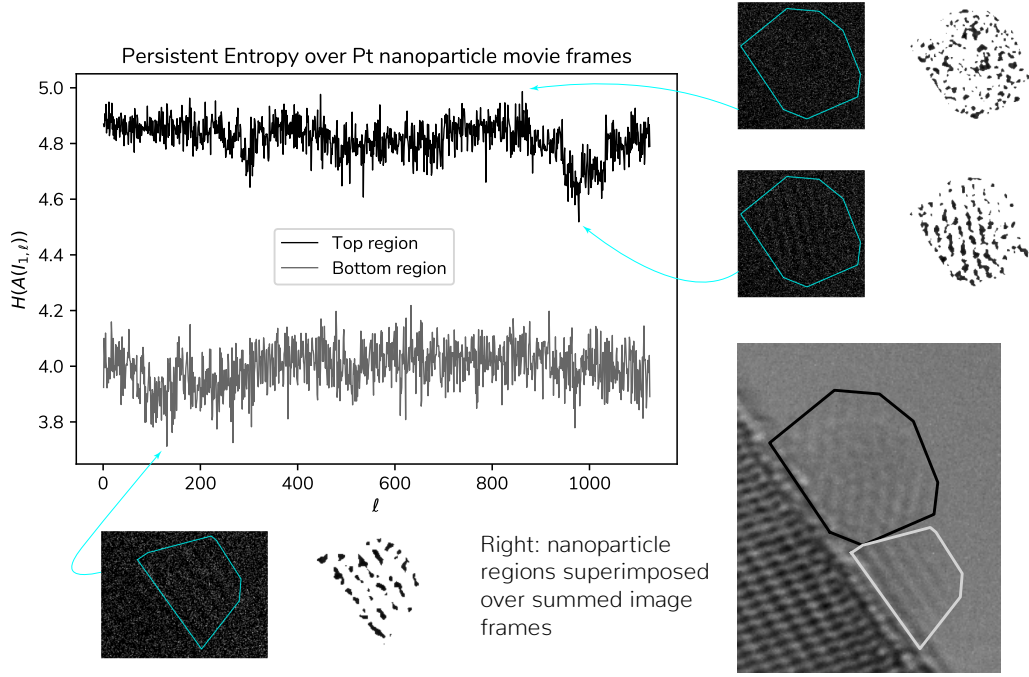 Persistent Entropy over Pt nanoparticle movie frames
5.0
4.8
4.6
4.4
4.2
4.0
3.8
H(A(I₁,ℓ))
Top region
Bottom region
0 200 400 600 800 1000
ℓ
Right: nanoparticle
regions superimposed
over summed image
frames